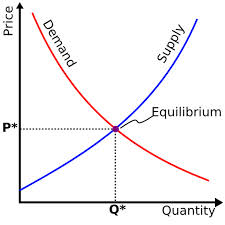 Price
Demand
Supply
Equilibrium
P*
Q*
Quantity